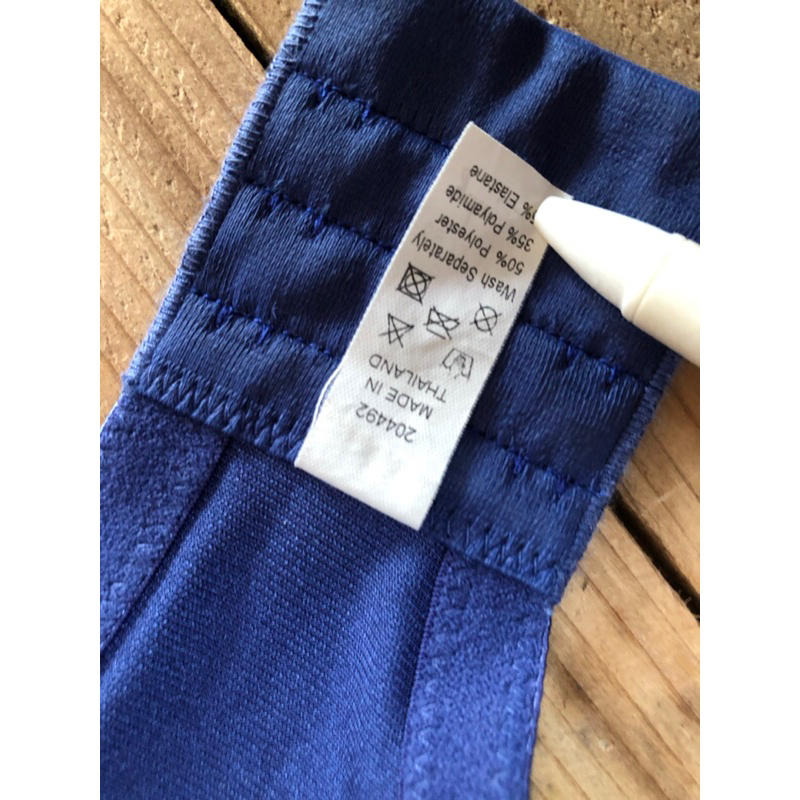 204492
MADE IN
THAILAND
Wash Separately
50% Polyester
35% Polyamide
Elastane